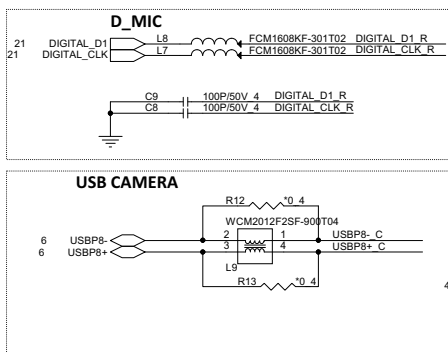 D_MIC
21 DIGITAL_D1 L8 FCM1608KF-301T02 DIGITAL_D1_R
21 DIGITAL_CLK L7 FCM1608KF-301T02 DIGITAL_CLK_R
C9 100P/50V_4 DIGITAL_D1_R
C8 100P/50V_4 DIGITAL_CLK_R
USB CAMERA
R12 *0_4
WCM2012F2SF-900T04
6 USBP8- 2 1 USBP8-_C
6 USBP8+ 3 4 USBP8+_C
L9
R13 *0_4
4